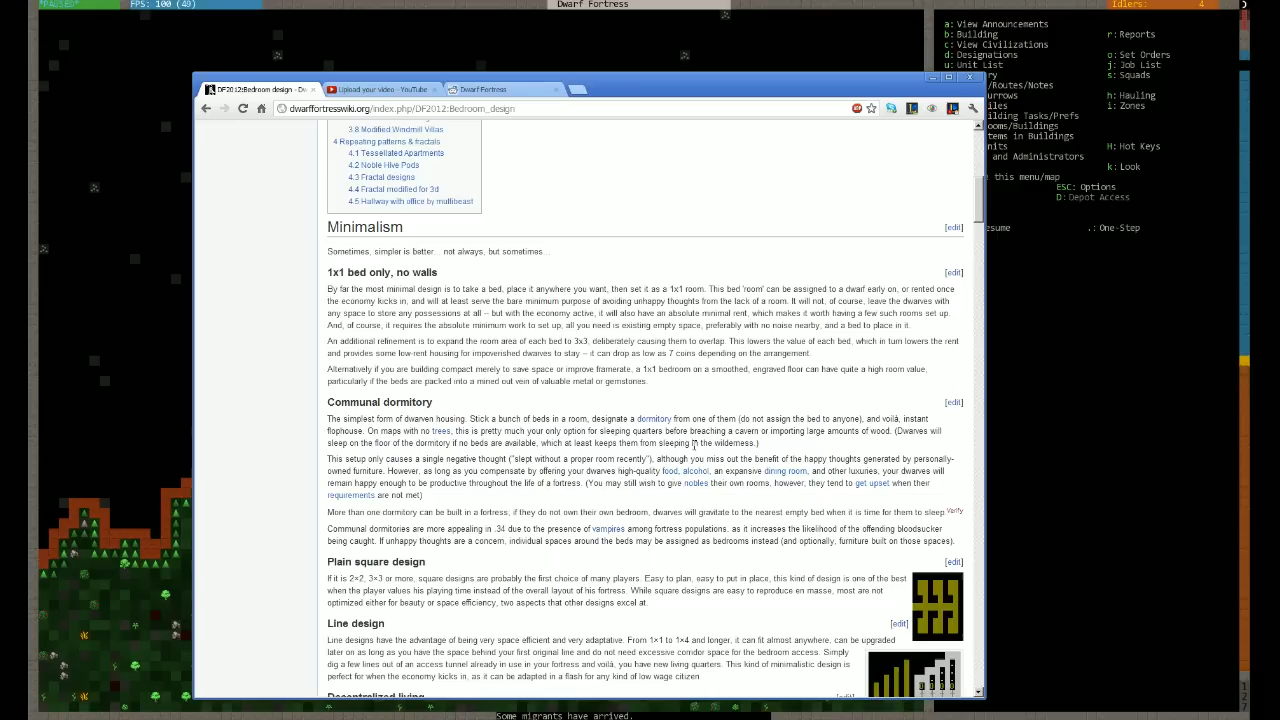 *PAUSED*
FPS: 100 (49)
Dwarf Fortress
Idlers: 4
a: View Announcements
b: Building
r: Reports
c: View Civilizations
d: Designations
o: Set Orders
u: Unit List
j: Job List
s: Squads
/Routes/Notes
urrows
h: Hauling
iles
i: Zones
ilding Tasks/Prefs
ooms/Buildings
tems in Buildings
nits
H: Hot Keys
and Administrators
k: Look
e this menu/map
ESC: Options
D: Depot Access
esume
.: One-Step
DF2012:Bedroom design - Dw
Upload your video - YouTube
Dwarf Fortress
dwarffortresswiki.org/index.php/DF2012:Bedroom_design
3.8 Modified Windmill Villas
4 Repeating patterns & fractals
4.1 Tessellated Apartments
4.2 Noble Hive Pods
4.3 Fractal designs
4.4 Fractal modified for 3d
4.5 Hallway with office by mutlibeast
Minimalism
[edit]
Sometimes, simpler is better... not always, but sometimes...
1x1 bed only, no walls
[edit]
By far the most minimal design is to take a bed, place it anywhere you want, then set it as a 1x1 room. This bed 'room' can be assigned to a dwarf early on, or rented once
the economy kicks in, and will at least serve the bare minimum purpose of avoiding unhappy thoughts from the lack of a room. It will not, of course, leave the dwarves with
any space to store any possessions at all -- but with the economy active, it will also have an absolute minimal rent, which makes it worth having a few such rooms set up.
And, of course, it requires the absolute minimum work to set up, all you need is existing empty space, preferably with no noise nearby, and a bed to place in it.
An additional refinement is to expand the room area of each bed to 3x3, deliberately causing them to overlap. This lowers the value of each bed, which in turn lowers the rent
and provides some low-rent housing for impoverished dwarves to stay -- it can drop as low as 7 coins depending on the arrangement.
Alternatively if you are building compact merely to save space or improve framerate, a 1x1 bedroom on a smoothed, engraved floor can have quite a high room value,
particularly if the beds are packed into a mined out vein of valuable metal or gemstones.
Communal dormitory
[edit]
The simplest form of dwarven housing. Stick a bunch of beds in a room, designate a dormitory from one of them (do not assign the bed to anyone), and voilà, instant
flophouse. On maps with no trees, this is pretty much your only option for sleeping quarters before breaching a cavern or importing large amounts of wood. (Dwarves will
sleep on the floor of the dormitory if no beds are available, which at least keeps them from sleeping in the wilderness.)
This setup only causes a single negative thought ("slept without a proper room recently"), although you miss out the benefit of the happy thoughts generated by personally-
owned furniture. However, as long as you compensate by offering your dwarves high-quality food, alcohol, an expansive dining room, and other luxuries, your dwarves will
remain happy enough to be productive throughout the life of a fortress. (You may still wish to give nobles their own rooms, however; they tend to get upset when their
requirements are not met)
More than one dormitory can be built in a fortress, if they do not own their own bedroom, dwarves will gravitate to the nearest empty bed when it is time for them to sleep.Verify
Communal dormitories are more appealing in .34 due to the presence of vampires among fortress populations, as it increases the likelihood of the offending bloodsucker
being caught. If unhappy thoughts are a concern, individual spaces around the beds may be assigned as bedrooms instead (and optionally, furniture built on those spaces).
Plain square design
[edit]
If it is 2×2, 3×3 or more, square designs are probably the first choice of many players. Easy to plan, easy to put in place, this kind of design is one of the best
when the player values his playing time instead of the overall layout of his fortress. While square designs are easy to reproduce en masse, most are not
optimized either for beauty or space efficiency, two aspects that other designs excel at.
Line design
[edit]
Line designs have the advantage of being very space efficient and very adaptative. From 1×1 to 1×4 and longer, it can fit almost anywhere, can be upgraded
later on as long as you have the space behind your first original line and do not need excessive corridor space for the bedroom access. Simply
dig a few lines out of an access tunnel already in use in your fortress and voilà, you have new living quarters. This kind of minimalistic design is
perfect for when the economy kicks in, as it can be adapted in a flash for any kind of low wage citizen
Decentralized living
[edit]
Some migrants have arrived.